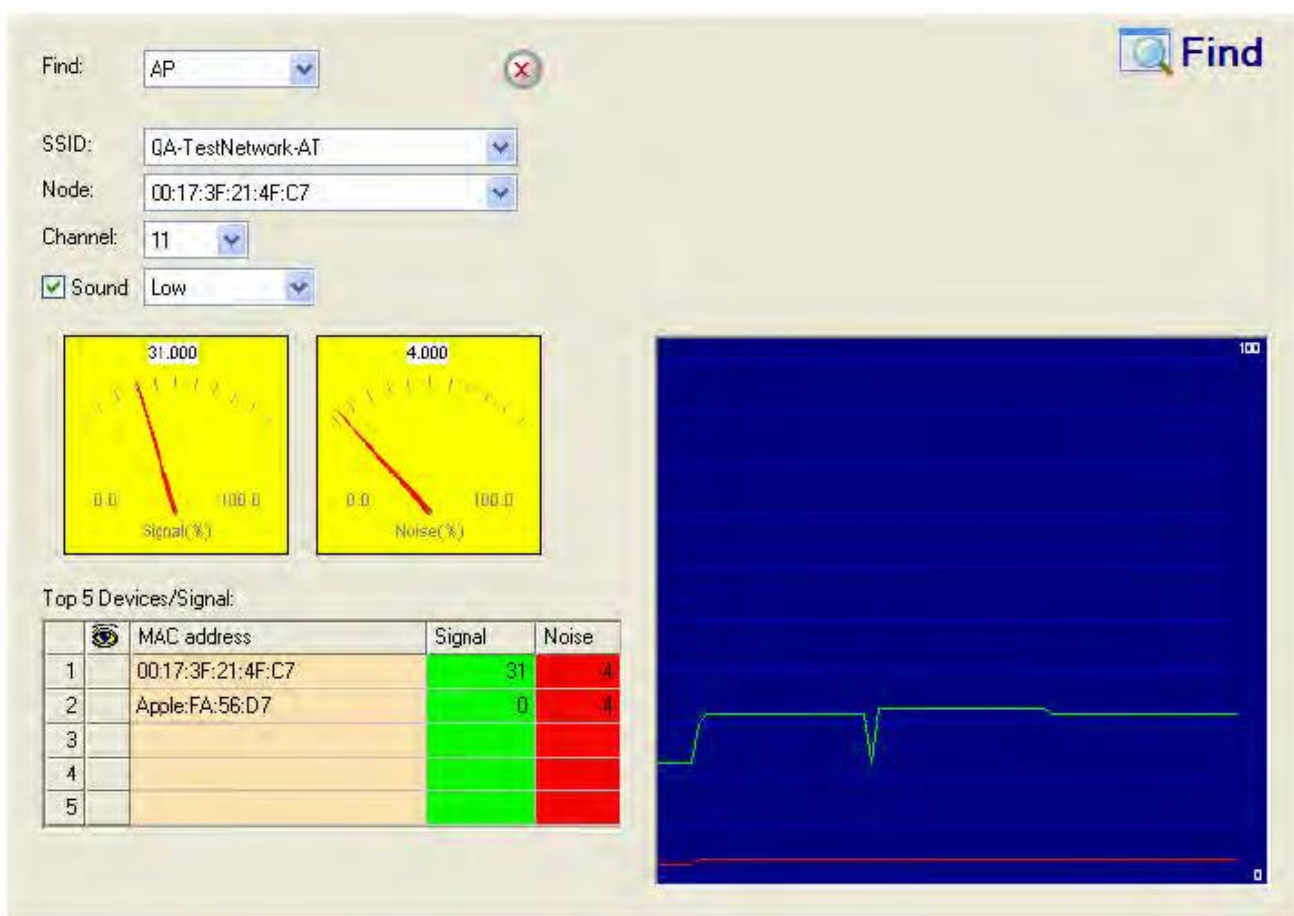 Find
Find: AP
SSID: QA-TestNetwork-AT
Node: 00:17:3F:21:4F:C7
Channel: 11
Sound Low
31.000
0.0 100.0
Signal(%)
4.000
0.0 100.0
Noise(%)
100
0
Top 5 Devices/Signal:
MAC address Signal Noise
1 00:17:3F:21:4F:C7 31 4
2 Apple:FA:56:D7 0 4
3
4
5